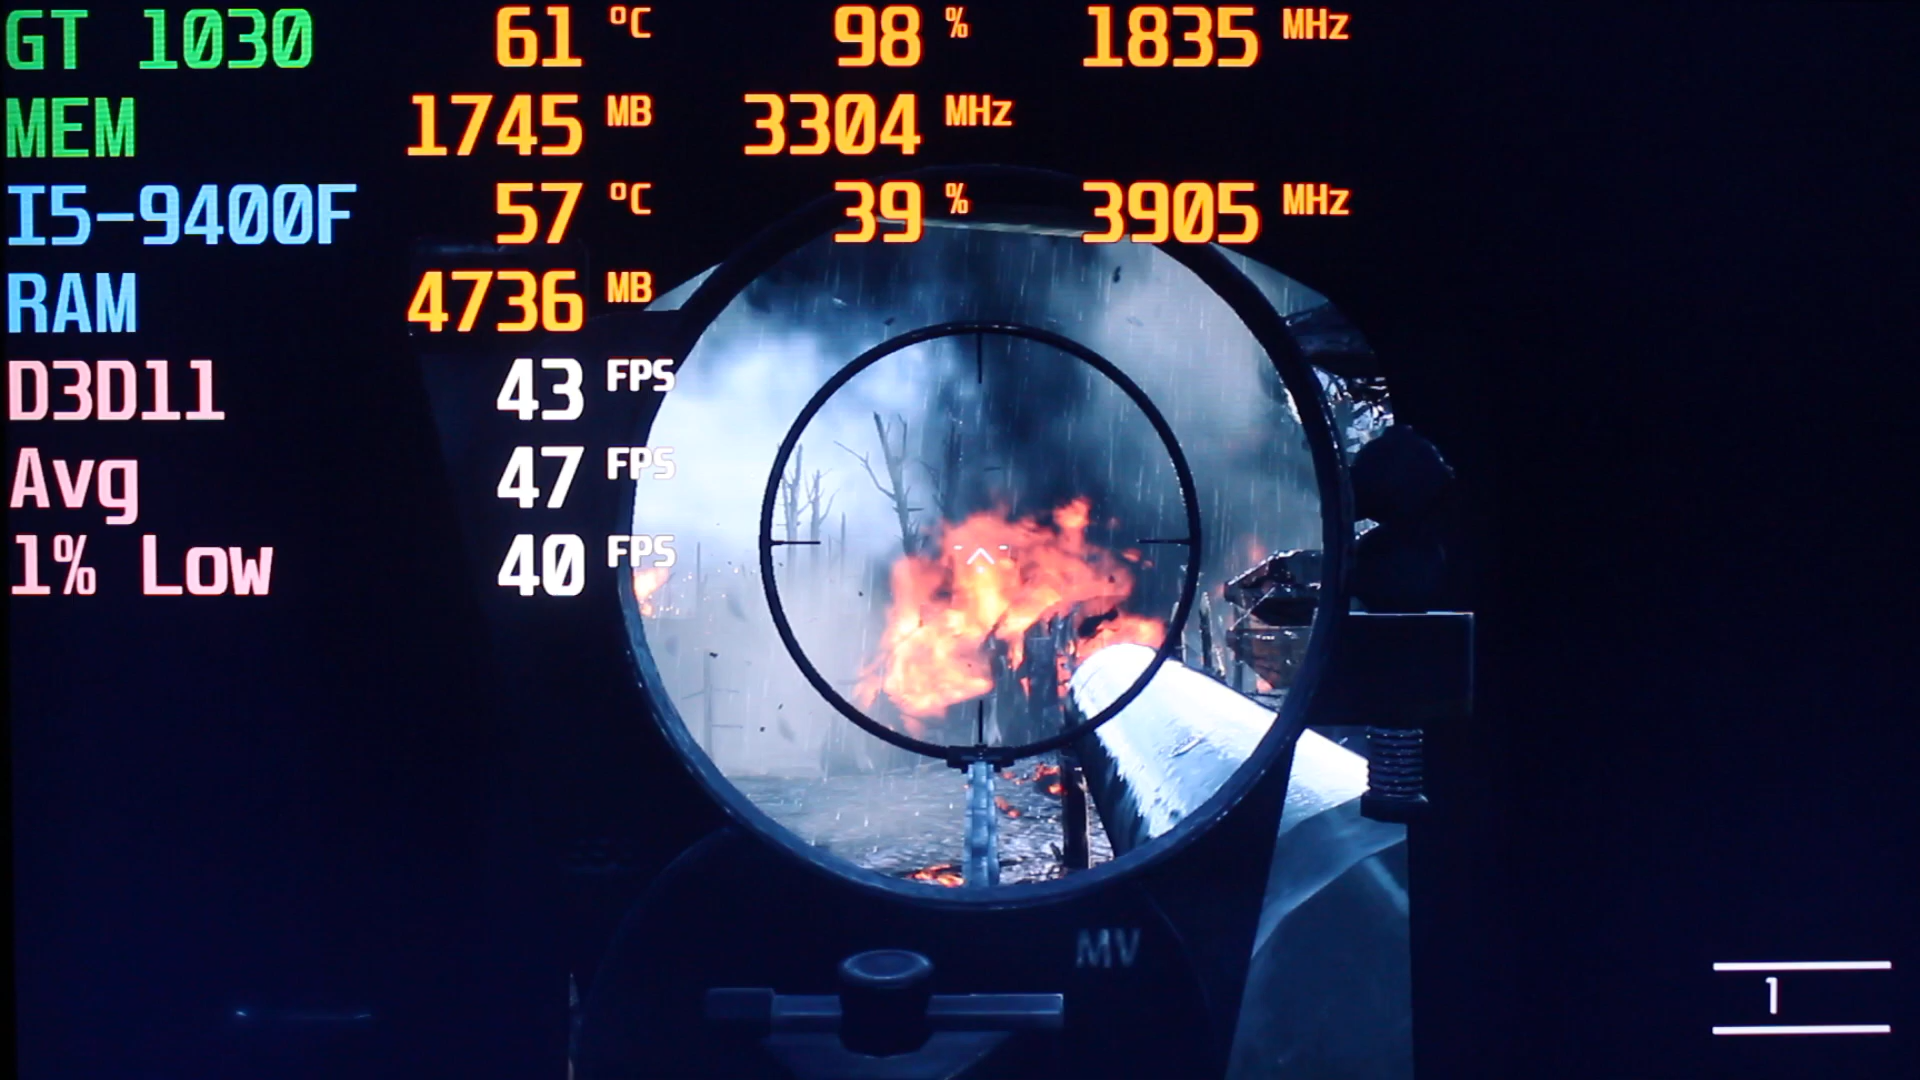 GT 1030 61 °C 98 % 1835 MHz
MEM 1745 MB 3304 MHz
I5-9400F 57 °C 39 % 3905 MHz
RAM 4736 MB
D3D11 43 FPS
Avg 47 FPS
1% Low 40 FPS
MV
1